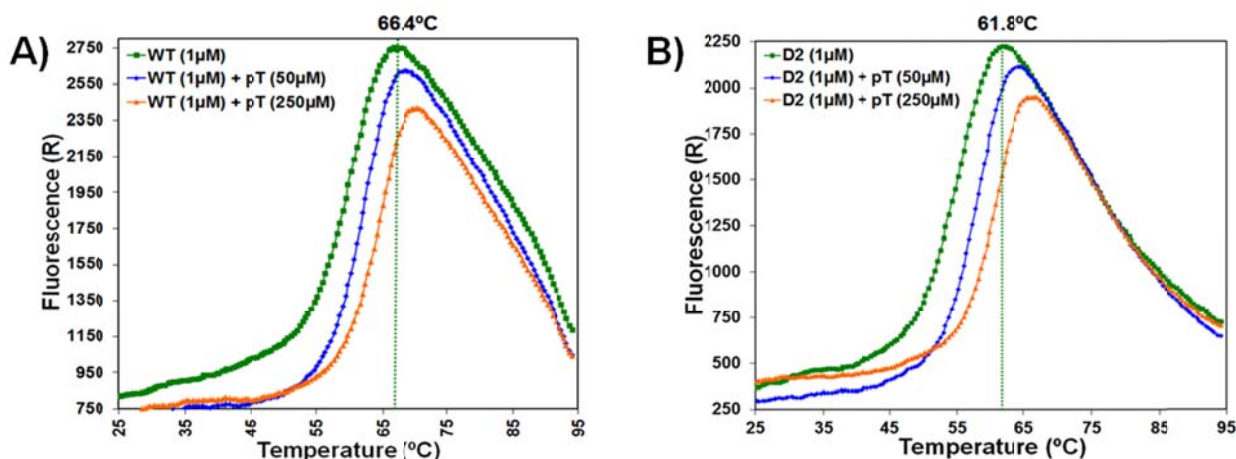 A)
66.4ºC
WT (1µM)
WT (1µM) + pT (50µM)
WT (1µM) + pT (250µM)
Fluorescence (R)
2750
2550
2350
2150
1950
1750
1550
1350
1150
950
750
25 35 45 55 65 75 85 95
Temperature (ºC)
B)
61.8ºC
D2 (1µM)
D2 (1µM) + pT (50µM)
D2 (1µM) + pT (250µM)
Fluorescence (R)
2250
2000
1750
1500
1250
1000
750
500
250
25 35 45 55 65 75 85 95
Temperature (ºC)